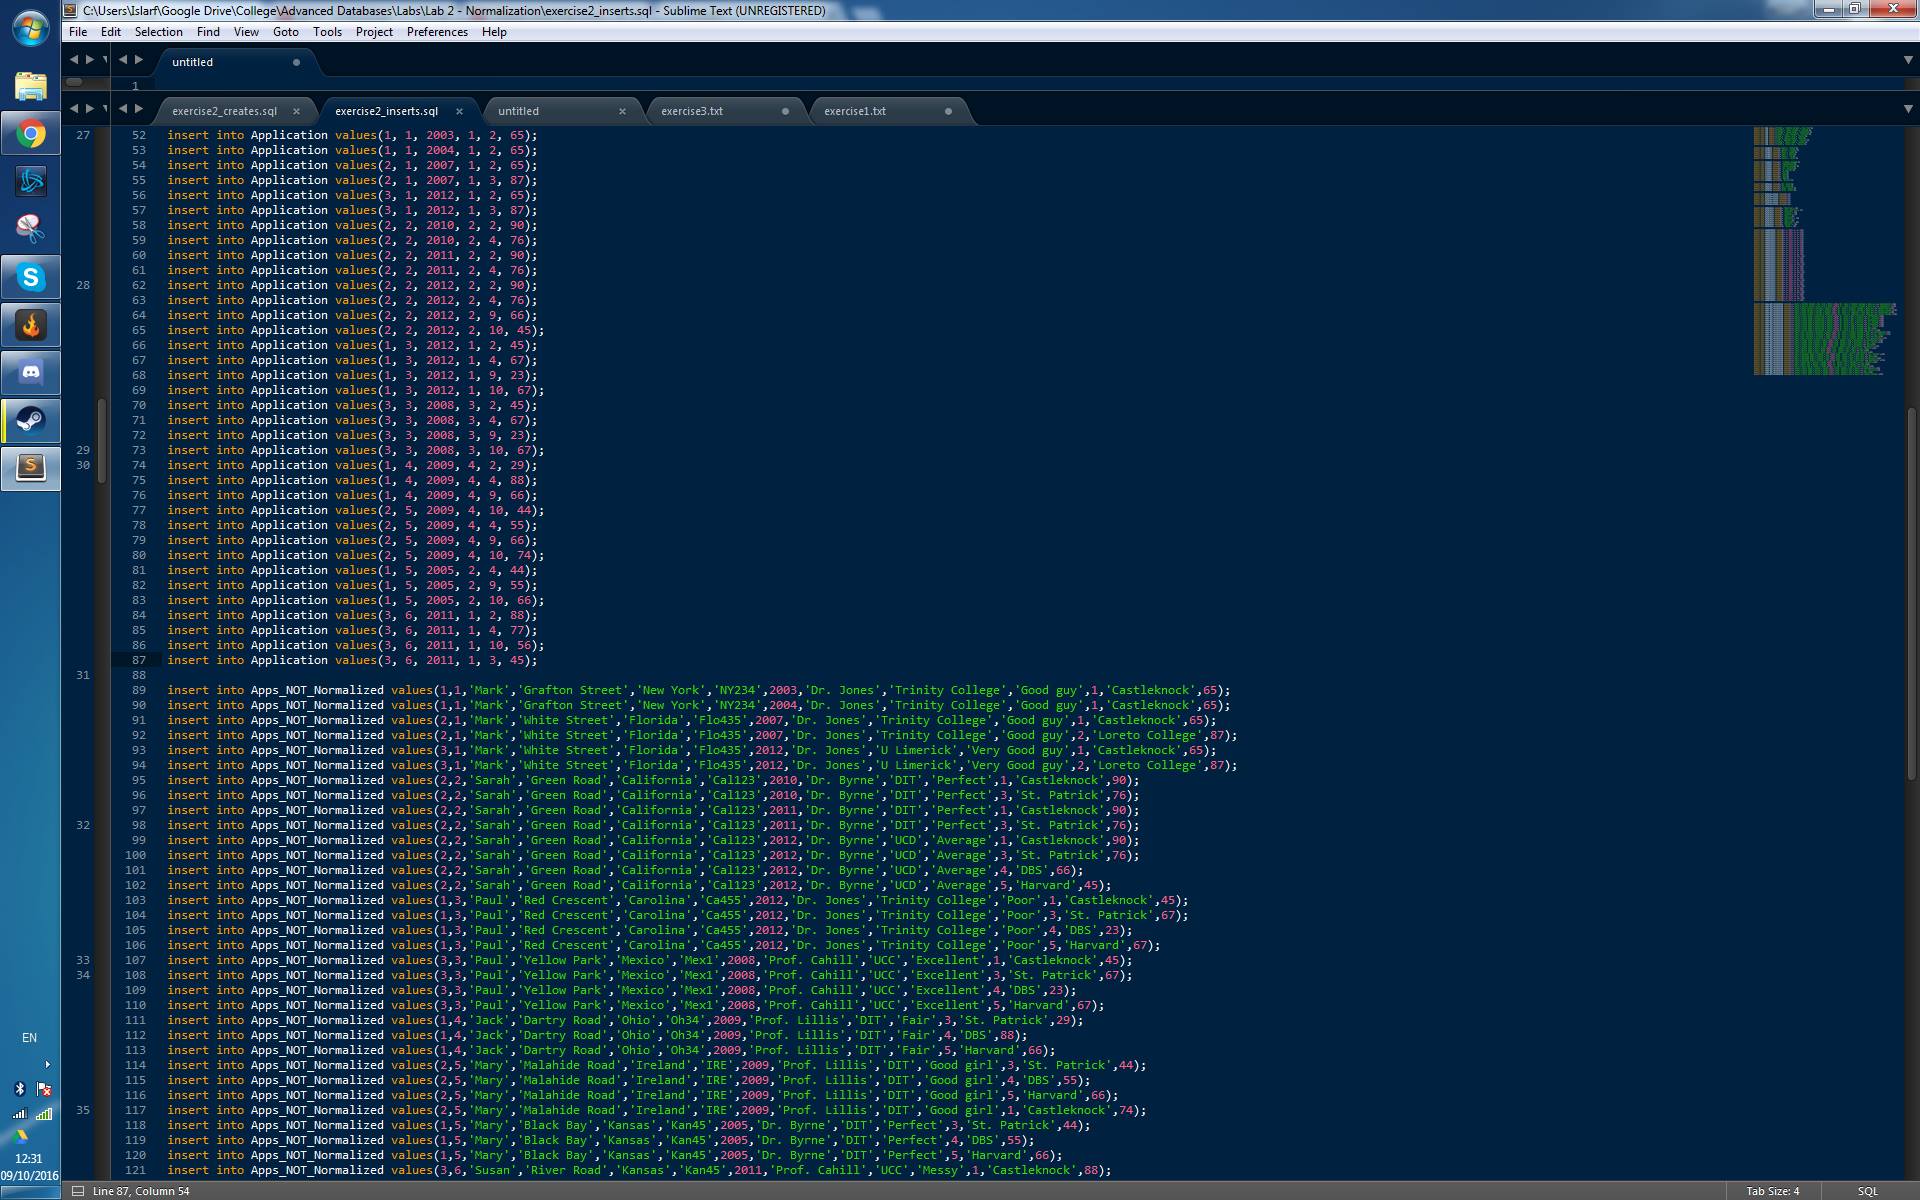 C:\Users\Islarf\Google Drive\College\Advanced Databases\Labs\Lab 2 - Normalization\exercise2_inserts.sql - Sublime Text (UNREGISTERED)
File Edit Selection Find View Goto Tools Project Preferences Help
untitled
1
exercise2_creates.sql exercise2_inserts.sql untitled exercise3.txt exercise1.txt
27 52 insert into Application values(1, 1, 2003, 1, 2, 65);
53 insert into Application values(1, 1, 2004, 1, 2, 65);
54 insert into Application values(2, 1, 2007, 1, 2, 65);
55 insert into Application values(2, 1, 2007, 1, 3, 87);
56 insert into Application values(3, 1, 2012, 1, 2, 65);
57 insert into Application values(3, 1, 2012, 1, 3, 87);
58 insert into Application values(2, 2, 2010, 2, 2, 90);
59 insert into Application values(2, 2, 2010, 2, 4, 76);
60 insert into Application values(2, 2, 2011, 2, 2, 90);
61 insert into Application values(2, 2, 2011, 2, 4, 76);
28 62 insert into Application values(2, 2, 2012, 2, 2, 90);
63 insert into Application values(2, 2, 2012, 2, 4, 76);
64 insert into Application values(2, 2, 2012, 2, 9, 66);
65 insert into Application values(2, 2, 2012, 2, 10, 45);
66 insert into Application values(1, 3, 2012, 1, 2, 45);
67 insert into Application values(1, 3, 2012, 1, 4, 67);
68 insert into Application values(1, 3, 2012, 1, 9, 23);
69 insert into Application values(1, 3, 2012, 1, 10, 67);
70 insert into Application values(3, 3, 2008, 3, 2, 45);
71 insert into Application values(3, 3, 2008, 3, 4, 67);
72 insert into Application values(3, 3, 2008, 3, 9, 23);
29 73 insert into Application values(3, 3, 2008, 3, 10, 67);
30 74 insert into Application values(1, 4, 2009, 4, 2, 29);
75 insert into Application values(1, 4, 2009, 4, 4, 88);
76 insert into Application values(1, 4, 2009, 4, 9, 66);
77 insert into Application values(2, 5, 2009, 4, 10, 44);
78 insert into Application values(2, 5, 2009, 4, 4, 55);
79 insert into Application values(2, 5, 2009, 4, 9, 66);
80 insert into Application values(2, 5, 2009, 4, 10, 74);
81 insert into Application values(1, 5, 2005, 2, 4, 44);
82 insert into Application values(1, 5, 2005, 2, 9, 55);
83 insert into Application values(1, 5, 2005, 2, 10, 66);
84 insert into Application values(3, 6, 2011, 1, 2, 88);
85 insert into Application values(3, 6, 2011, 1, 4, 77);
86 insert into Application values(3, 6, 2011, 1, 10, 56);
87 insert into Application values(3, 6, 2011, 1, 3, 45);
31 88
89 insert into Apps_NOT_Normalized values(1,1,'Mark','Grafton Street','New York','NY234',2003,'Dr. Jones','Trinity College','Good guy',1,'Castleknock',65);
90 insert into Apps_NOT_Normalized values(1,1,'Mark','Grafton Street','New York','NY234',2004,'Dr. Jones','Trinity College','Good guy',1,'Castleknock',65);
91 insert into Apps_NOT_Normalized values(2,1,'Mark','White Street','Florida','Flo435',2007,'Dr. Jones','Trinity College','Good guy',1,'Castleknock',65);
92 insert into Apps_NOT_Normalized values(2,1,'Mark','White Street','Florida','Flo435',2007,'Dr. Jones','Trinity College','Good guy',2,'Loreto College',87);
93 insert into Apps_NOT_Normalized values(3,1,'Mark','White Street','Florida','Flo435',2012,'Dr. Jones','U Limerick','Very Good guy',1,'Castleknock',65);
94 insert into Apps_NOT_Normalized values(3,1,'Mark','White Street','Florida','Flo435',2012,'Dr. Jones','U Limerick','Very Good guy',2,'Loreto College',87);
95 insert into Apps_NOT_Normalized values(2,2,'Sarah','Green Road','California','Cal123',2010,'Dr. Byrne','DIT','Perfect',1,'Castleknock',90);
96 insert into Apps_NOT_Normalized values(2,2,'Sarah','Green Road','California','Cal123',2010,'Dr. Byrne','DIT','Perfect',3,'St. Patrick',76);
97 insert into Apps_NOT_Normalized values(2,2,'Sarah','Green Road','California','Cal123',2011,'Dr. Byrne','DIT','Perfect',1,'Castleknock',90);
32 98 insert into Apps_NOT_Normalized values(2,2,'Sarah','Green Road','California','Cal123',2011,'Dr. Byrne','DIT','Perfect',3,'St. Patrick',76);
99 insert into Apps_NOT_Normalized values(2,2,'Sarah','Green Road','California','Cal123',2012,'Dr. Byrne','UCD','Average',1,'Castleknock',90);
100 insert into Apps_NOT_Normalized values(2,2,'Sarah','Green Road','California','Cal123',2012,'Dr. Byrne','UCD','Average',3,'St. Patrick',76);
101 insert into Apps_NOT_Normalized values(2,2,'Sarah','Green Road','California','Cal123',2012,'Dr. Byrne','UCD','Average',4,'DBS',66);
102 insert into Apps_NOT_Normalized values(2,2,'Sarah','Green Road','California','Cal123',2012,'Dr. Byrne','UCD','Average',5,'Harvard',45);
103 insert into Apps_NOT_Normalized values(1,3,'Paul','Red Crescent','Carolina','Ca455',2012,'Dr. Jones','Trinity College','Poor',1,'Castleknock',45);
104 insert into Apps_NOT_Normalized values(1,3,'Paul','Red Crescent','Carolina','Ca455',2012,'Dr. Jones','Trinity College','Poor',3,'St. Patrick',67);
105 insert into Apps_NOT_Normalized values(1,3,'Paul','Red Crescent','Carolina','Ca455',2012,'Dr. Jones','Trinity College','Poor',4,'DBS',23);
106 insert into Apps_NOT_Normalized values(1,3,'Paul','Red Crescent','Carolina','Ca455',2012,'Dr. Jones','Trinity College','Poor',5,'Harvard',67);
33 107 insert into Apps_NOT_Normalized values(3,3,'Paul','Yellow Park','Mexico','Mex1',2008,'Prof. Cahill','UCC','Excellent',1,'Castleknock',45);
34 108 insert into Apps_NOT_Normalized values(3,3,'Paul','Yellow Park','Mexico','Mex1',2008,'Prof. Cahill','UCC','Excellent',3,'St. Patrick',67);
109 insert into Apps_NOT_Normalized values(3,3,'Paul','Yellow Park','Mexico','Mex1',2008,'Prof. Cahill','UCC','Excellent',4,'DBS',23);
110 insert into Apps_NOT_Normalized values(3,3,'Paul','Yellow Park','Mexico','Mex1',2008,'Prof. Cahill','UCC','Excellent',5,'Harvard',67);
111 insert into Apps_NOT_Normalized values(1,4,'Jack','Dartry Road','Ohio','Oh34',2009,'Prof. Lillis','DIT','Fair',3,'St. Patrick',29);
112 insert into Apps_NOT_Normalized values(1,4,'Jack','Dartry Road','Ohio','Oh34',2009,'Prof. Lillis','DIT','Fair',4,'DBS',88);
113 insert into Apps_NOT_Normalized values(1,4,'Jack','Dartry Road','Ohio','Oh34',2009,'Prof. Lillis','DIT','Fair',5,'Harvard',66);
114 insert into Apps_NOT_Normalized values(2,5,'Mary','Malahide Road','Ireland','IRE',2009,'Prof. Lillis','DIT','Good girl',3,'St. Patrick',44);
115 insert into Apps_NOT_Normalized values(2,5,'Mary','Malahide Road','Ireland','IRE',2009,'Prof. Lillis','DIT','Good girl',4,'DBS',55);
116 insert into Apps_NOT_Normalized values(2,5,'Mary','Malahide Road','Ireland','IRE',2009,'Prof. Lillis','DIT','Good girl',5,'Harvard',66);
35 117 insert into Apps_NOT_Normalized values(2,5,'Mary','Malahide Road','Ireland','IRE',2009,'Prof. Lillis','DIT','Good girl',1,'Castleknock',74);
118 insert into Apps_NOT_Normalized values(1,5,'Mary','Black Bay','Kansas','Kan45',2005,'Dr. Byrne','DIT','Perfect',3,'St. Patrick',44);
119 insert into Apps_NOT_Normalized values(1,5,'Mary','Black Bay','Kansas','Kan45',2005,'Dr. Byrne','DIT','Perfect',4,'DBS',55);
120 insert into Apps_NOT_Normalized values(1,5,'Mary','Black Bay','Kansas','Kan45',2005,'Dr. Byrne','DIT','Perfect',5,'Harvard',66);
121 insert into Apps_NOT_Normalized values(3,6,'Susan','River Road','Kansas','Kan45',2011,'Prof. Cahill','UCC','Messy',1,'Castleknock',88);
EN
12:31
09/10/2016
Line 87, Column 54 Tab Size: 4 SQL